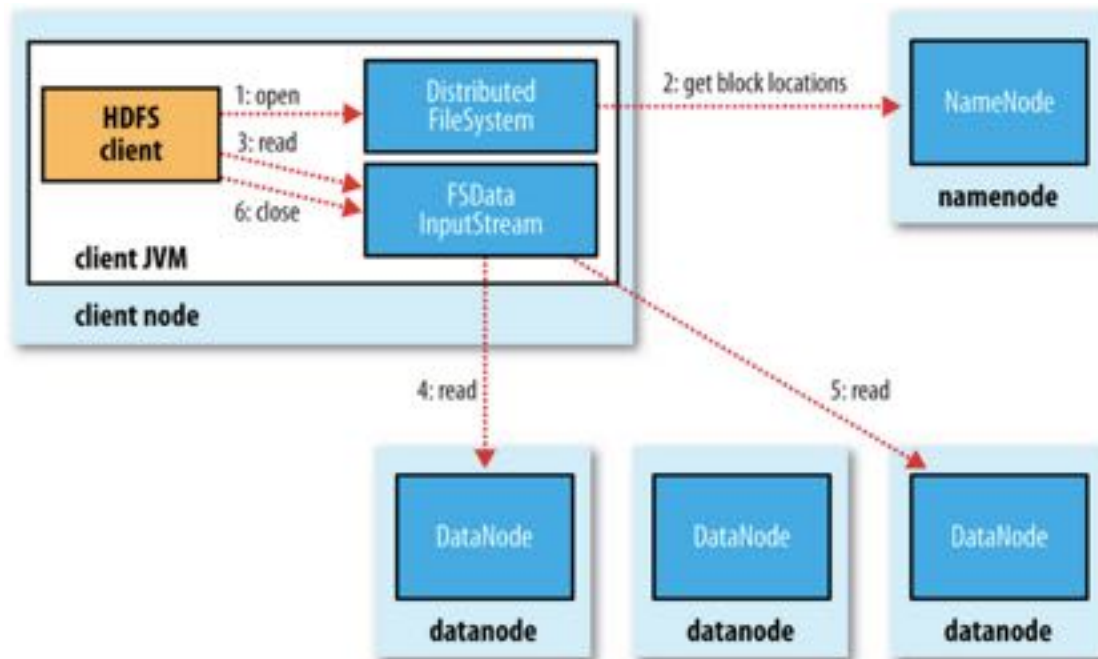 HDFS
client
1: open
3: read
6: close
Distributed
FileSystem
FSData
InputStream
client JVM
client node
2: get block locations
NameNode
namenode
4: read
5: read
DataNode
datanode
DataNode
datanode
DataNode
datanode